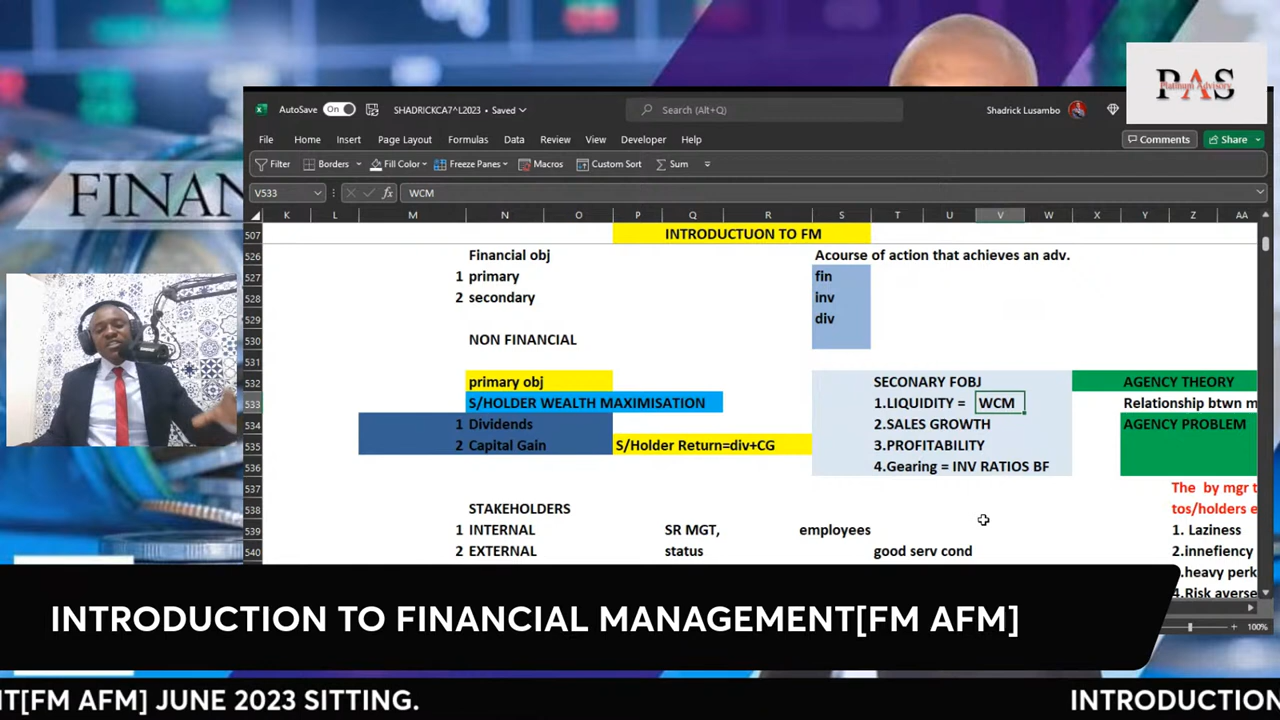 PAS
Platinum Advisory
FINAN
AutoSave On SHADRICKCA7^L2023 • Saved Search (Alt+Q) Shadrick Lusambo
File Home Insert Page Layout Formulas Data Review View Developer Help Comments Share
Filter Borders Fill Color Freeze Panes Macros Custom Sort Sum
V533 fx WCM
K L M N O P Q R S T U V W X Y Z AA
507 INTRODUCTUON TO FM
526 Financial obj Acourse of action that achieves an adv.
527 1 primary fin
528 2 secondary inv
529 div
530 NON FINANCIAL
531
532 primary obj SECONARY FOBJ AGENCY THEORY
533 S/HOLDER WEALTH MAXIMISATION 1.LIQUIDITY = WCM Relationship btwn m
534 1 Dividends 2.SALES GROWTH AGENCY PROBLEM
535 2 Capital Gain S/Holder Return=div+CG 3.PROFITABILITY
536 4.Gearing = INV RATIOS BF
537 The by mgr t
538 STAKEHOLDERS tos/holders e
539 1 INTERNAL SR MGT, employees 1. Laziness
540 2 EXTERNAL status good serv cond 2.innefiency
.heavy perk
4.Risk averse
100%
INTRODUCTION TO FINANCIAL MANAGEMENT[FM AFM]
IT[FM AFM] JUNE 2023 SITTING. INTRODUCTION